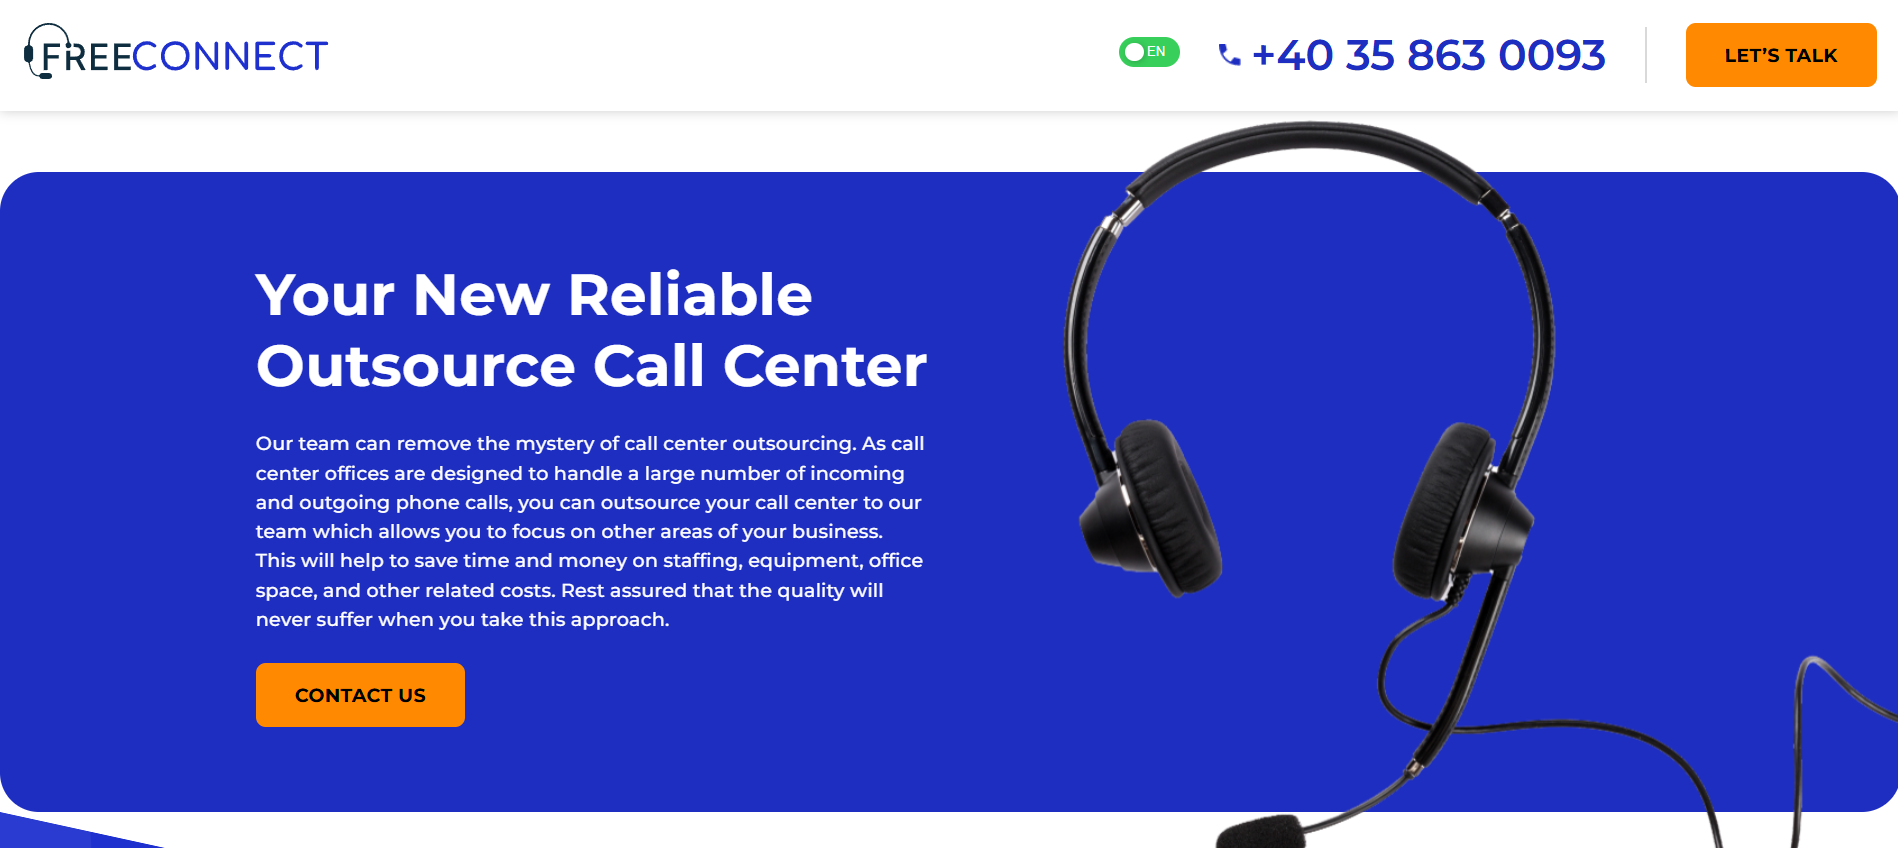 FREECONNECT
EN
+40 35 863 0093
LET’S TALK
Your New Reliable
Outsource Call Center
Our team can remove the mystery of call center outsourcing. As call
center offices are designed to handle a large number of incoming
and outgoing phone calls, you can outsource your call center to our
team which allows you to focus on other areas of your business.
This will help to save time and money on staffing, equipment, office
space, and other related costs. Rest assured that the quality will
never suffer when you take this approach.
CONTACT US